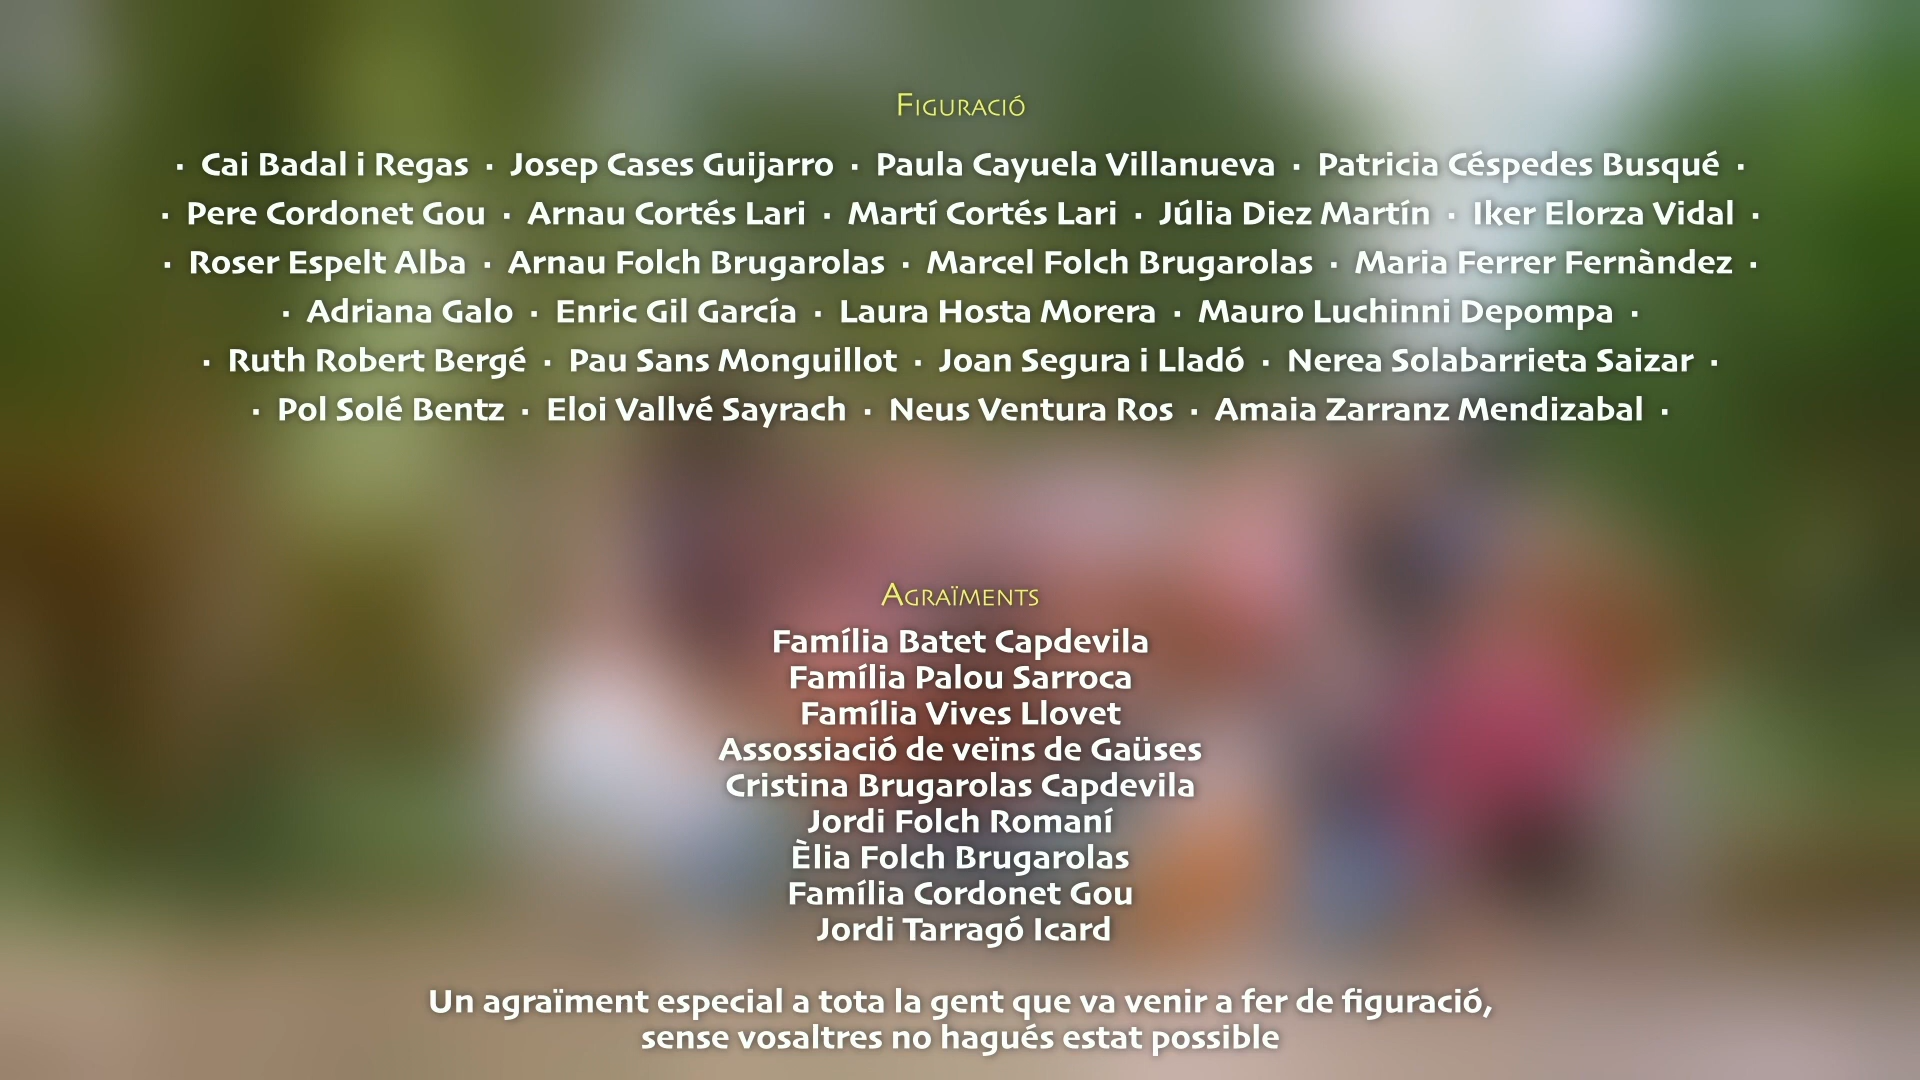 Figuració
· Cai Badal i Regas · Josep Cases Guijarro · Paula Cayuela Villanueva · Patricia Céspedes Busqué ·
· Pere Cordonet Gou · Arnau Cortés Lari · Martí Cortés Lari · Júlia Diez Martín · Iker Elorza Vidal ·
· Roser Espelt Alba · Arnau Folch Brugarolas · Marcel Folch Brugarolas · Maria Ferrer Fernàndez ·
· Adriana Galo · Enric Gil García · Laura Hosta Morera · Mauro Luchinni Depompa ·
· Ruth Robert Bergé · Pau Sans Monguillot · Joan Segura i Lladó · Nerea Solabarrieta Saizar ·
· Pol Solé Bentz · Eloi Vallvé Sayrach · Neus Ventura Ros · Amaia Zarranz Mendizabal ·
Agraïments
Família Batet Capdevila
Família Palou Sarroca
Família Vives Llovet
Assossiació de veïns de Gaüses
Cristina Brugarolas Capdevila
Jordi Folch Romaní
Èlia Folch Brugarolas
Família Cordonet Gou
Jordi Tarragó Icard
Un agraïment especial a tota la gent que va venir a fer de figuració,
sense vosaltres no hagués estat possible